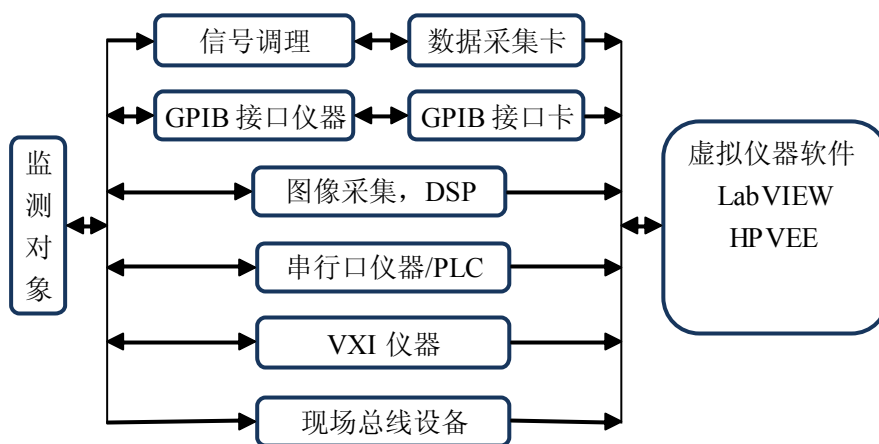 信号调理
数据采集卡
GPIB 接口仪器
GPIB 接口卡
监
测
对
象
图像采集，DSP
串行口仪器/PLC
VXI 仪器
现场总线设备
虚拟仪器软件
LabVIEW
HP VEE